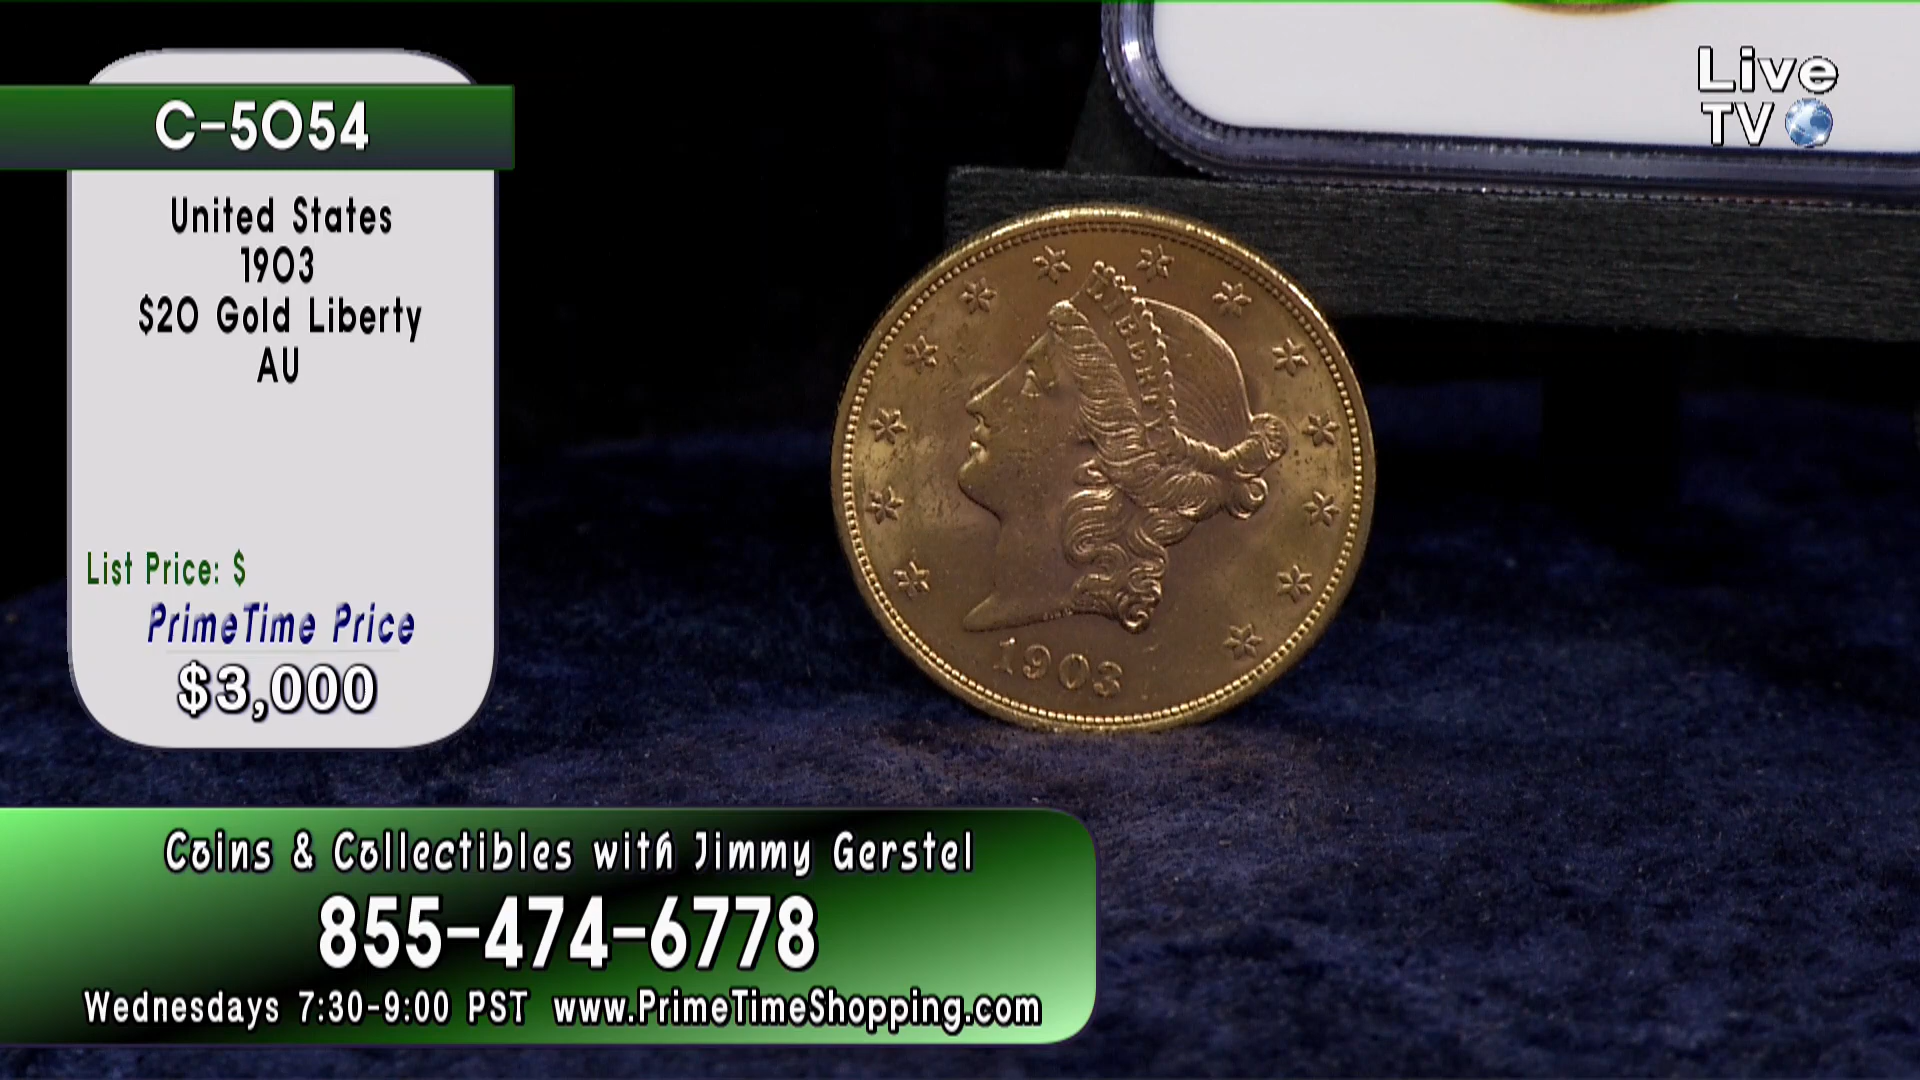 C-5054
United States
1903
$20 Gold Liberty
AU
List Price: $
PrimeTime Price
$3,000
Live
TV
LIBERTY
1903
Coins & Collectibles with Jimmy Gerstel
855-474-6778
Wednesdays 7:30-9:00 PST www.PrimeTimeShopping.com